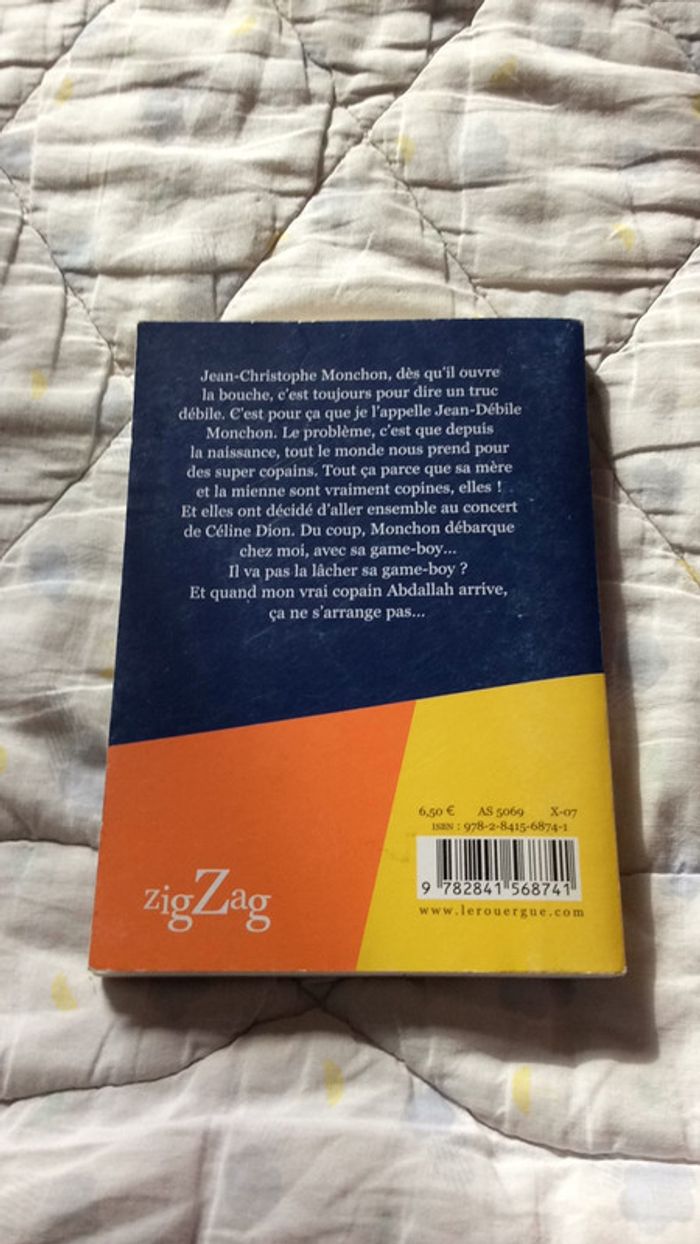 Jean-Christophe Monchon, dès qu'il ouvre
la bouche, c'est toujours pour dire un truc
débile. C'est pour ça que je l'appelle Jean-Débile
Monchon. Le problème, c'est que depuis
la naissance, tout le monde nous prend pour
des super copains. Tout ça parce que sa mère
et la mienne sont vraiment copines, elles !
Et elles ont décidé d'aller ensemble au concert
de Céline Dion. Du coup, Monchon débarque
chez moi, avec sa game-boy...
Il va pas la lâcher sa game-boy ?
Et quand mon vrai copain Abdallah arrive,
ça ne s'arrange pas...
6,50 € AS 5069 X-07
ISBN : 978-2-8415-6874-1
9 782841 568741
www.lerouergue.com
zigZag